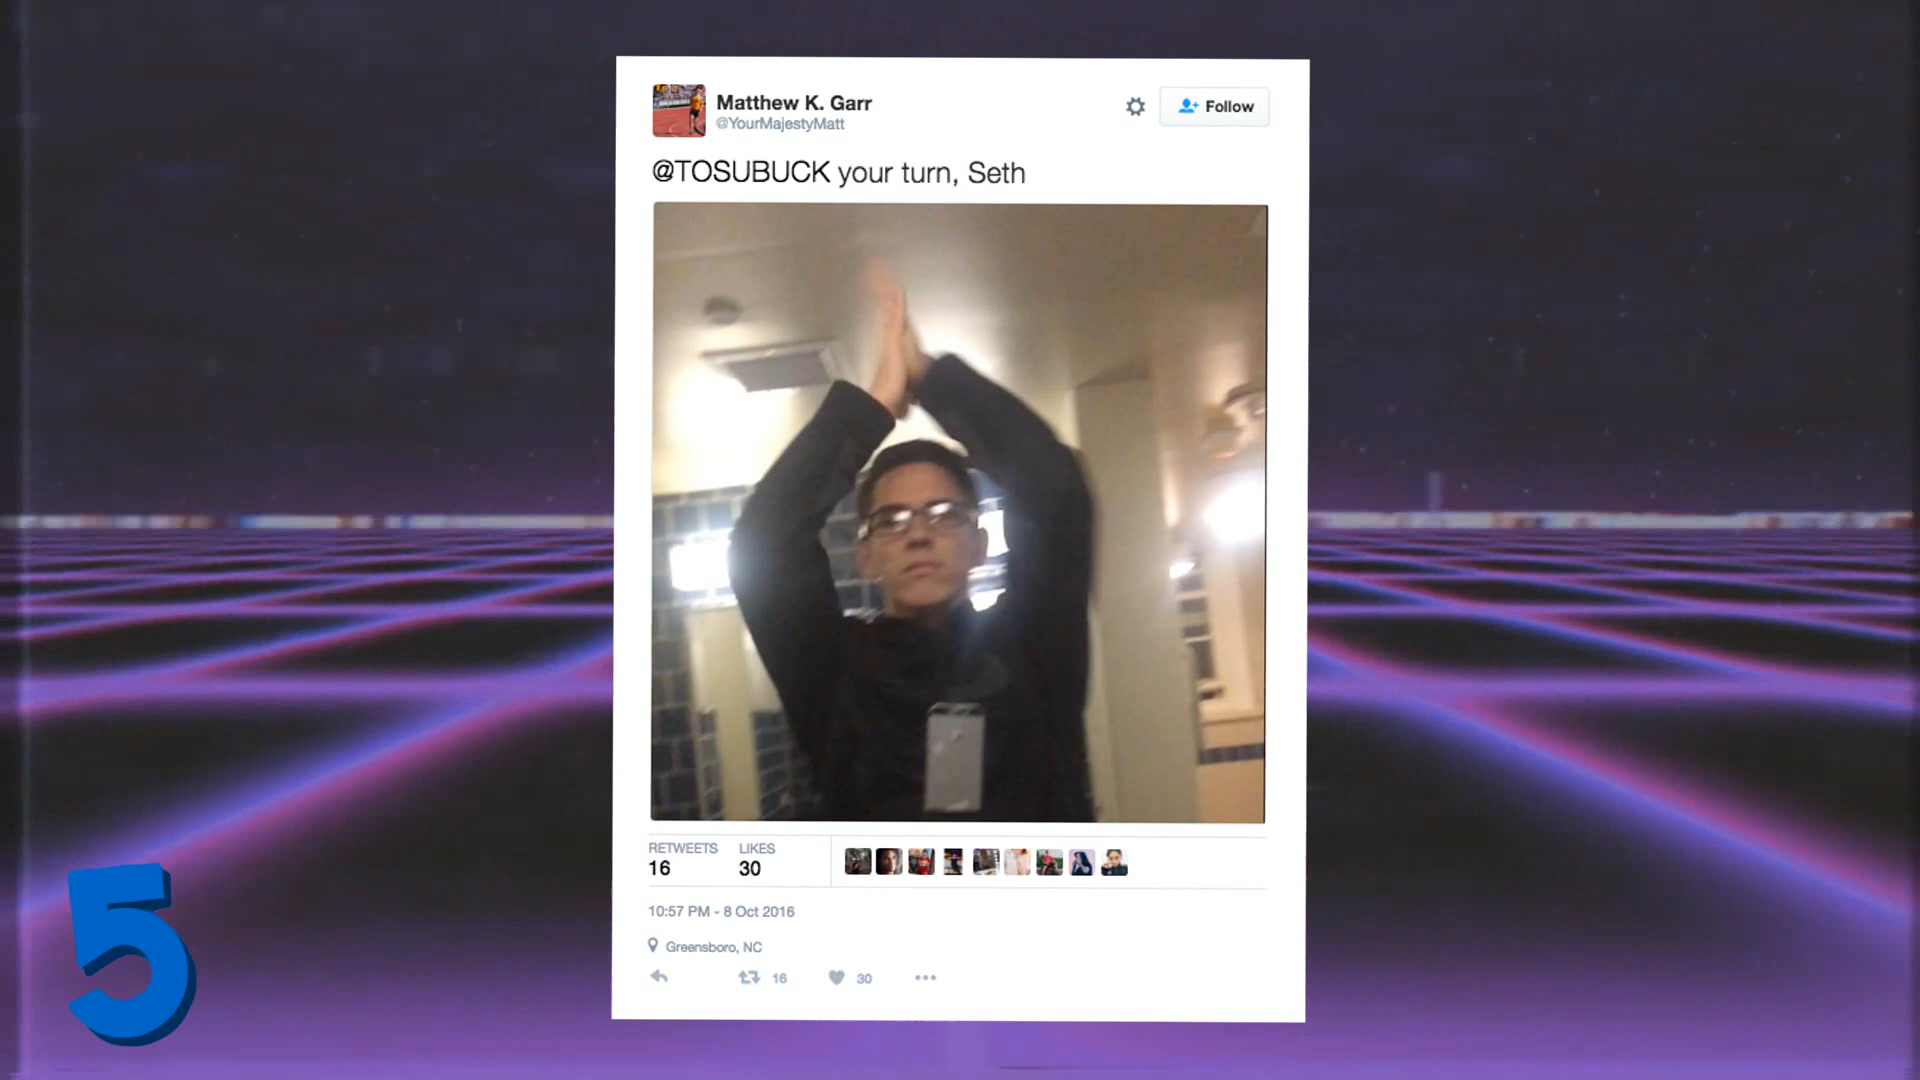 Matthew K. Garr
@YourMajestyMatt
Follow
@TOSUBUCK your turn, Seth
RETWEETS
16
LIKES
30
10:57 PM - 8 Oct 2016
Greensboro, NC
16
30
5